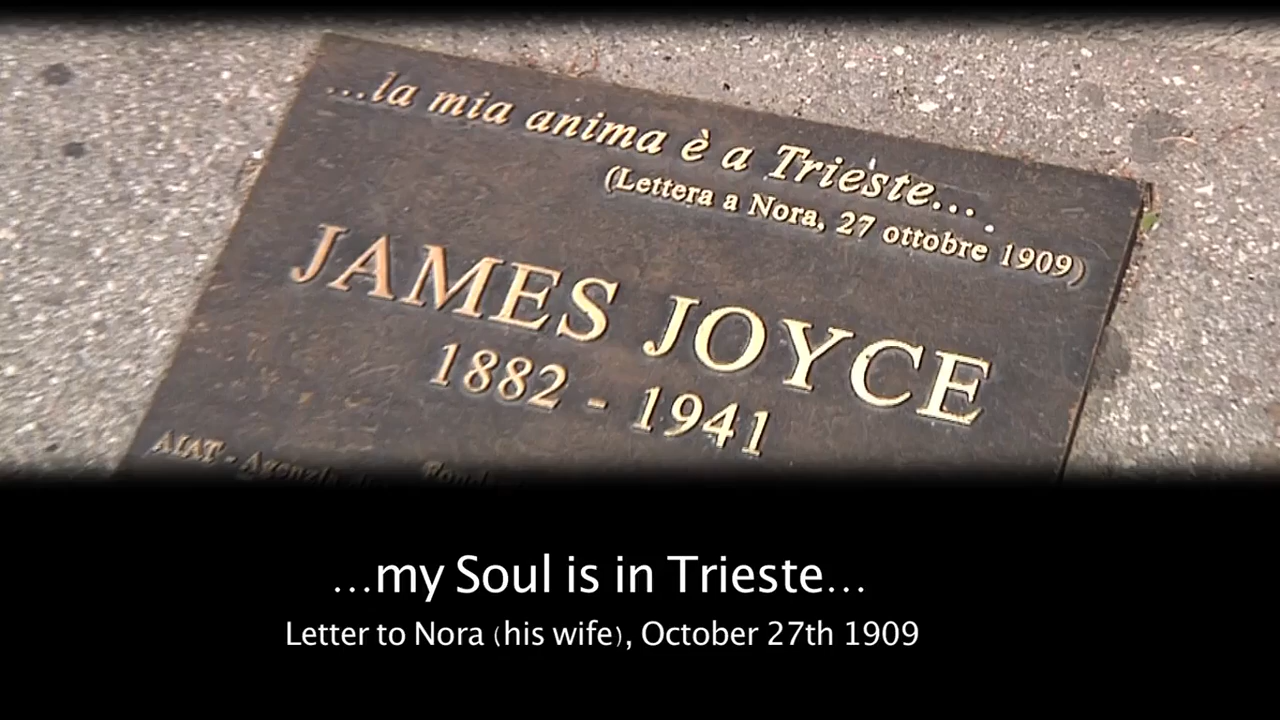 ...la mia anima è a Trieste...
(Lettera a Nora, 27 ottobre 1909)
JAMES JOYCE
1882 - 1941
AIAT - Agenzia
...my Soul is in Trieste...
Letter to Nora (his wife), October 27th 1909